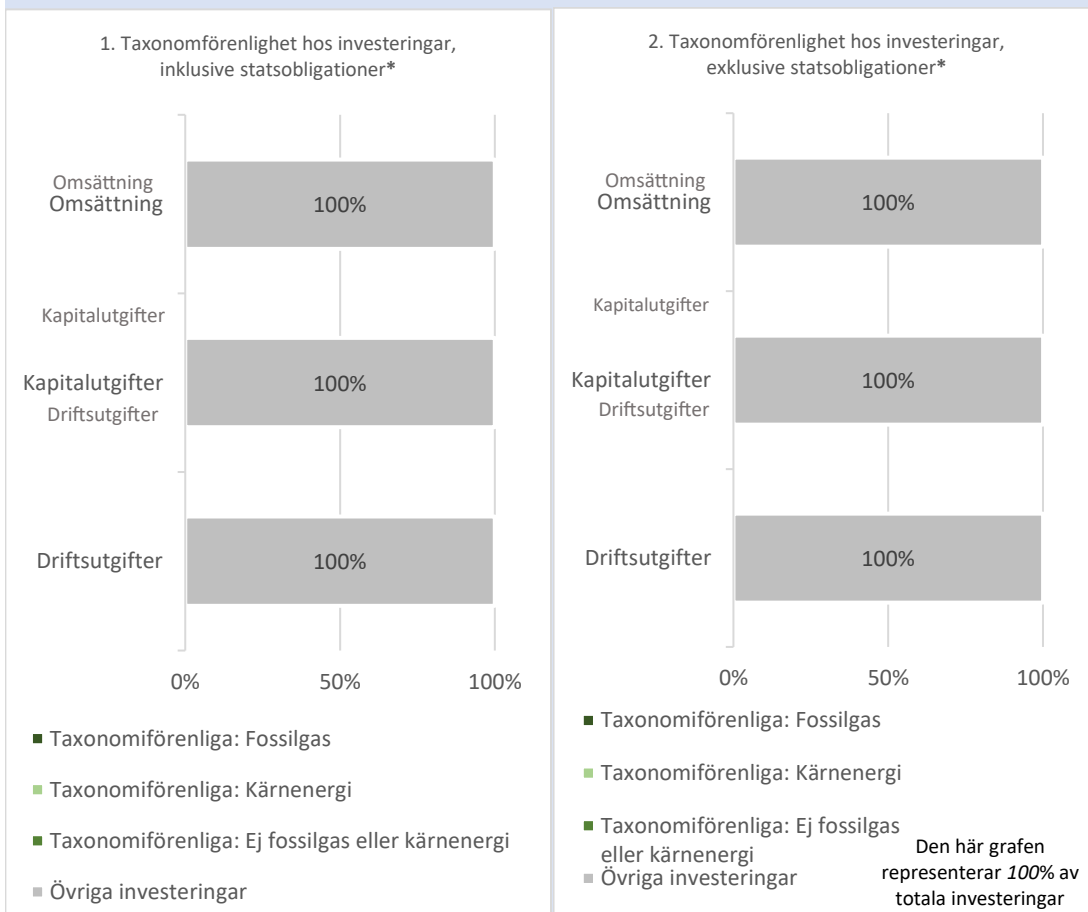 1. Taxonomförenlighet hos investeringar,
inklusive statsobligationer*
Omsättning
Omsättning
100%
Kapitalutgifter
Kapitalutgifter
100%
Driftsutgifter
Driftsutgifter
100%
0% 50% 100%
Taxonomiförenliga: Fossilgas
Taxonomiförenliga: Kärnenergi
Taxonomiförenliga: Ej fossilgas eller kärnenergi
Övriga investeringar
2. Taxonomförenlighet hos investeringar,
exklusive statsobligationer*
Omsättning
Omsättning
100%
Kapitalutgifter
Kapitalutgifter
100%
Driftsutgifter
Driftsutgifter
100%
0% 50% 100%
Taxonomiförenliga: Fossilgas
Taxonomiförenliga: Kärnenergi
Taxonomiförenliga: Ej fossilgas
eller kärnenergi
Övriga investeringar
Den här grafen
representerar 100% av
totala investeringar